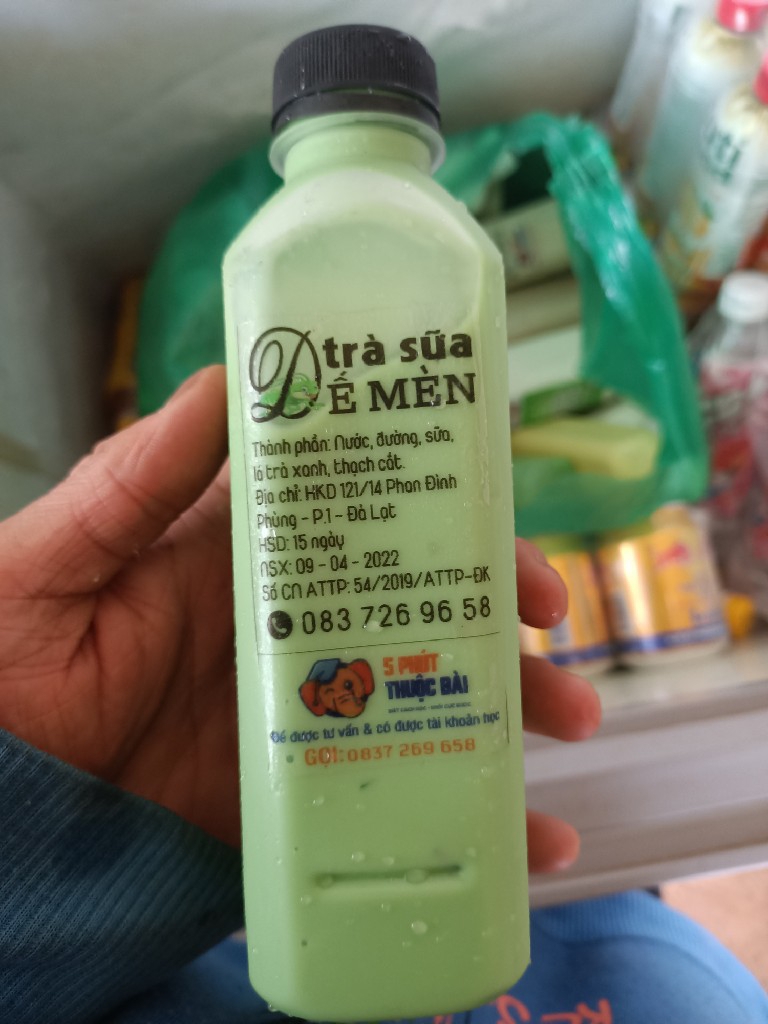 trà sữa
DẾ MÈN
Thành phần: Nước, đường, sữa,
lá trà xanh, thạch cắt.
Địa chỉ: HKD 121/14 Phan Đình
Phùng - P.1 - Đà Lạt
HSD: 15 ngày
NSX: 09 - 04 - 2022
Số CN ATTP: 54/2019/ATTP-ĐK
083 726 96 58
5 PHÚT
THUỘC BÀI
Để được tư vấn & có được tài khoản học
GỌI: 0837 269 658